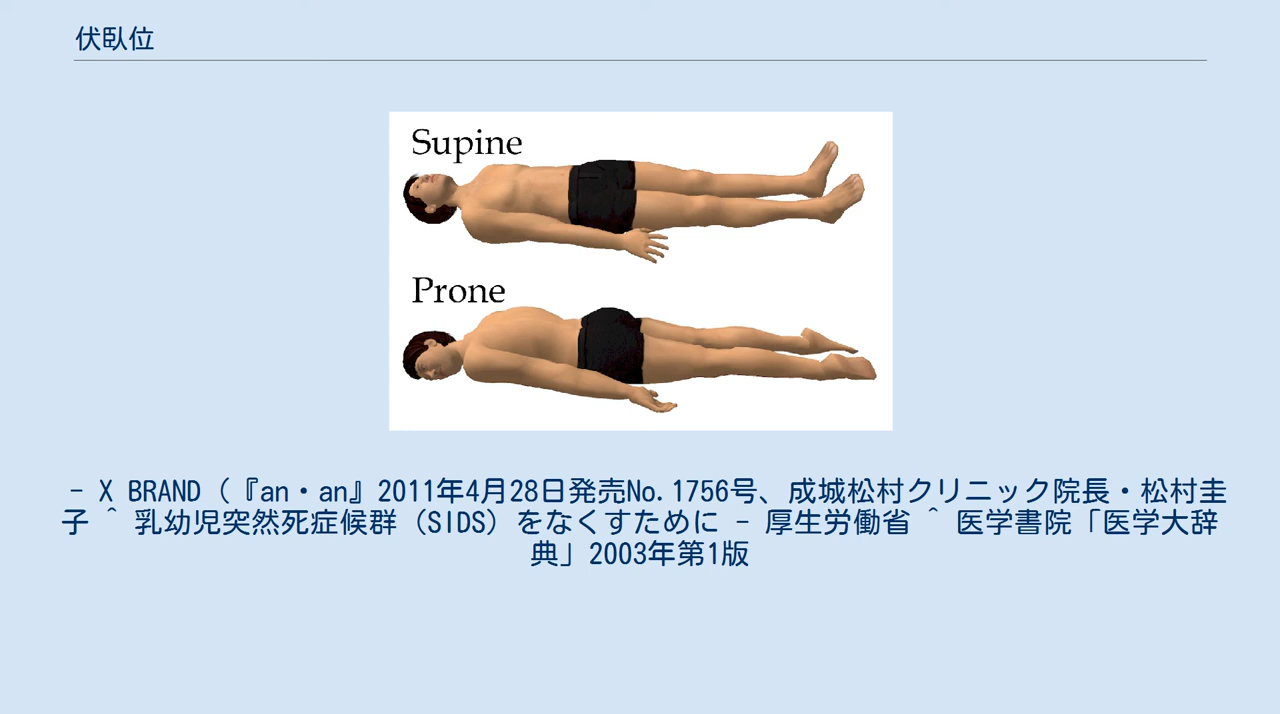 伏臥位
Supine
Prone
- X BRAND（『an・an』2011年4月28日発売No.1756号、成城松村クリニック院長・松村圭
子 ^ 乳幼児突然死症候群（SIDS）をなくすために - 厚生労働省 ^ 医学書院「医学大辞
典」2003年第1版